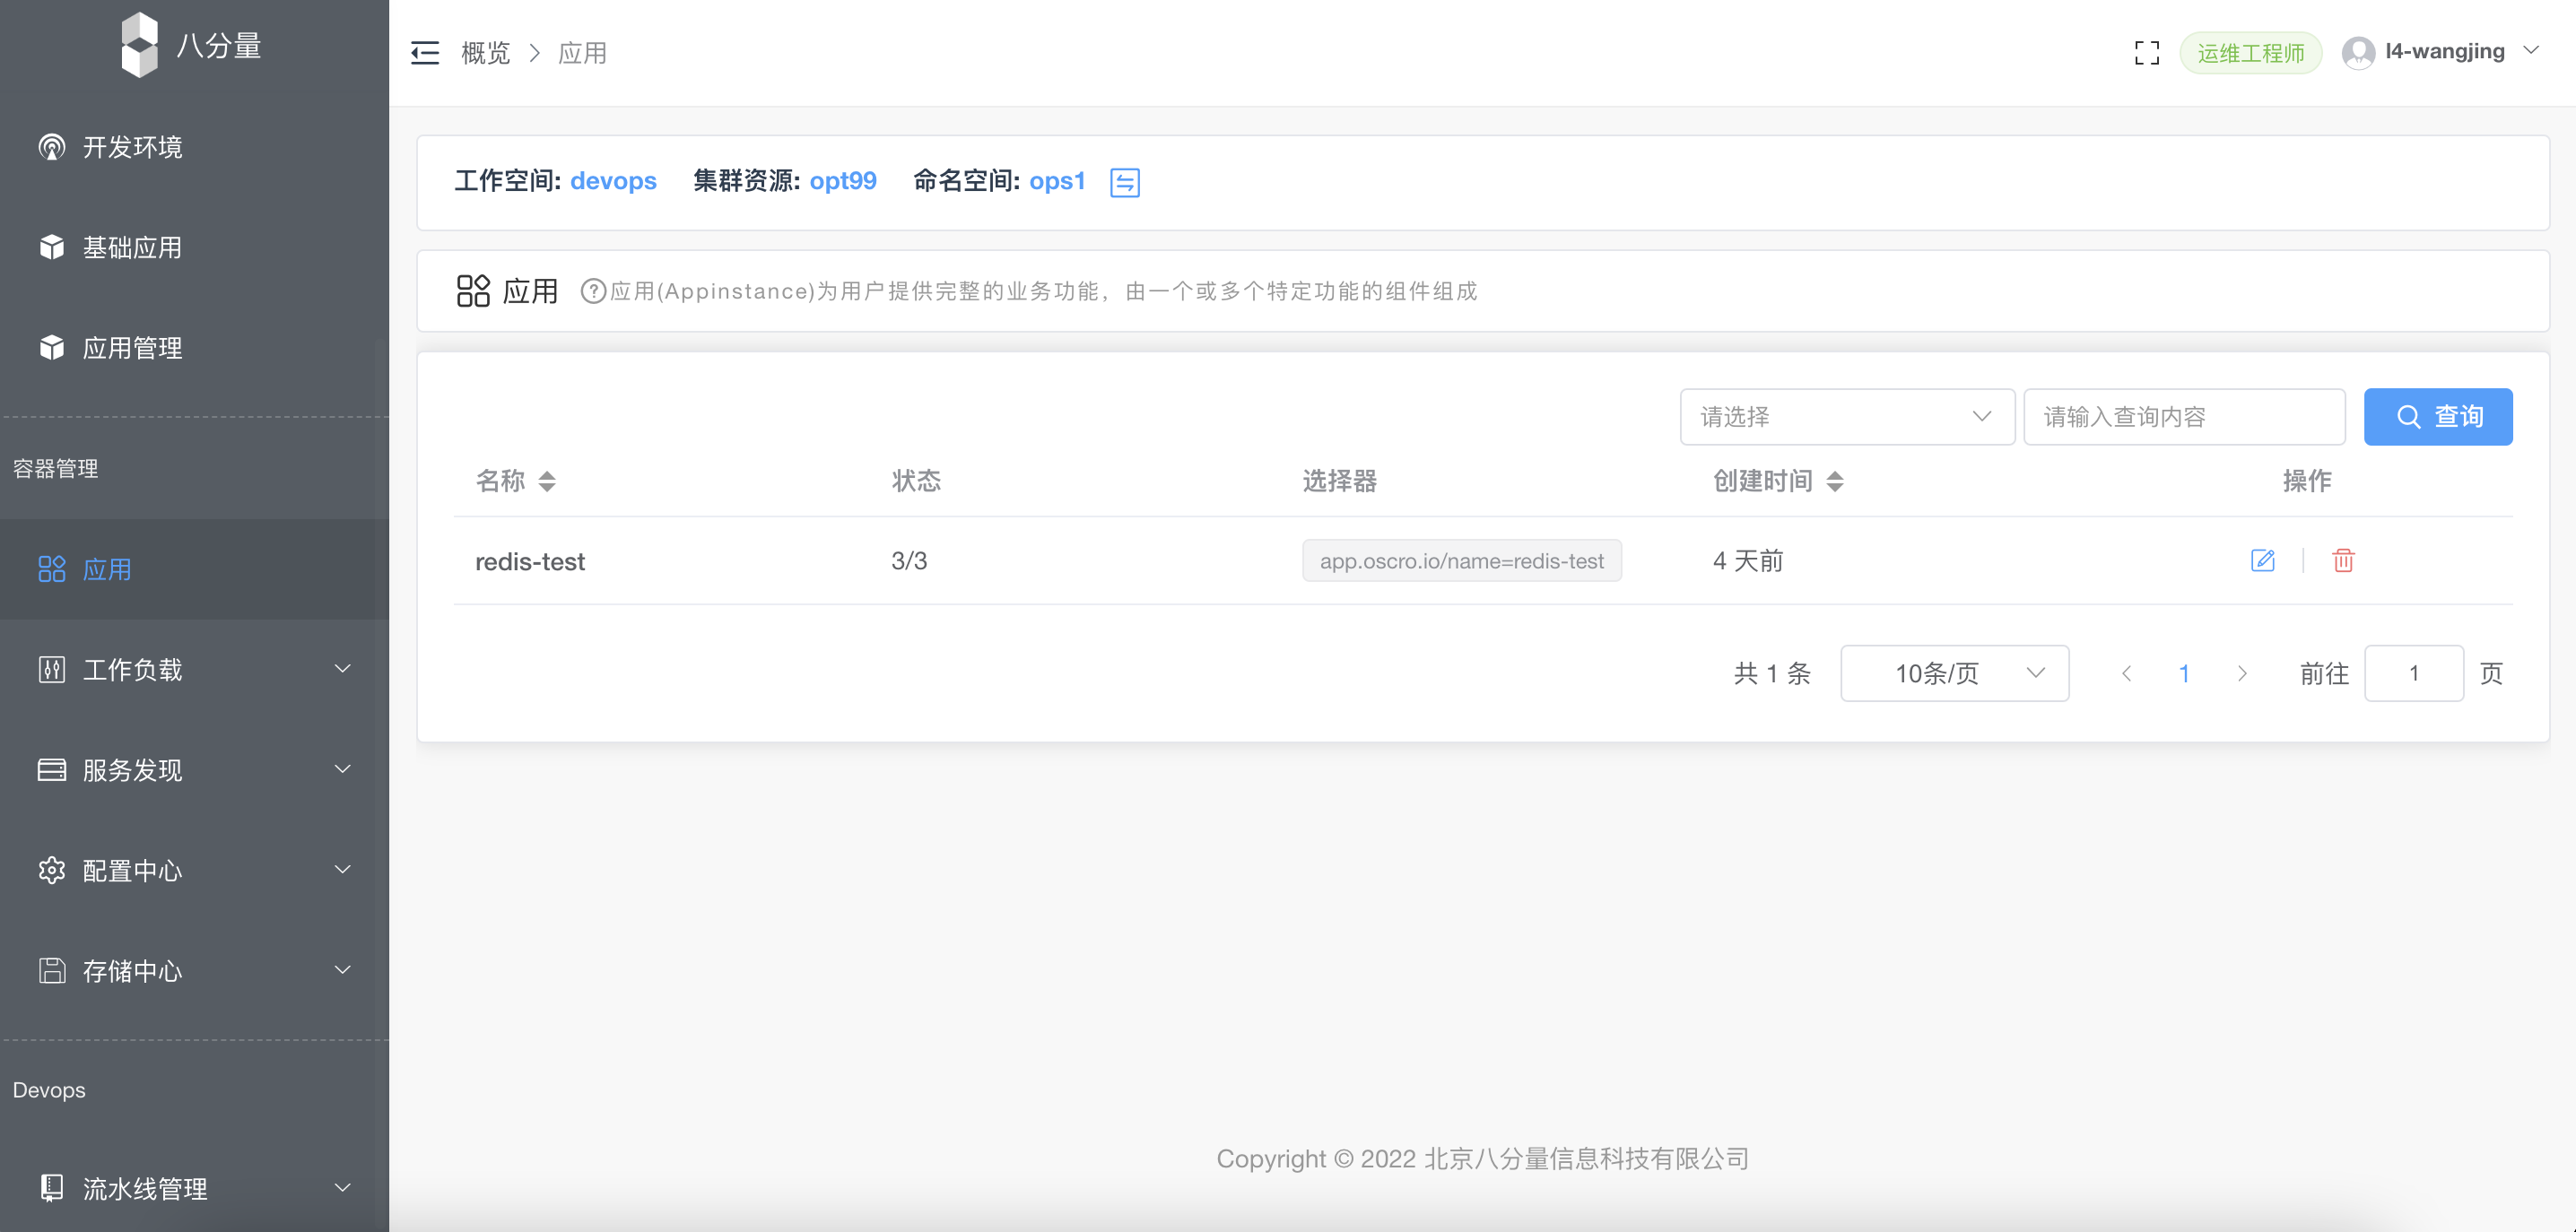 八分量
开发环境
基础应用
应用管理
容器管理
应用
工作负载
服务发现
配置中心
存储中心
Devops
流水线管理
概览 > 应用
运维工程师 l4-wangjing
工作空间: devops 集群资源: opt99 命名空间: ops1
应用 ?应用(Appinstance)为用户提供完整的业务功能，由一个或多个特定功能的组件组成
请选择 请输入查询内容 查询
名称 状态 选择器 创建时间 操作
redis-test 3/3 app.oscro.io/name=redis-test 4 天前
共 1 条 10条/页 1 前往 1 页
Copyright © 2022 北京八分量信息科技有限公司